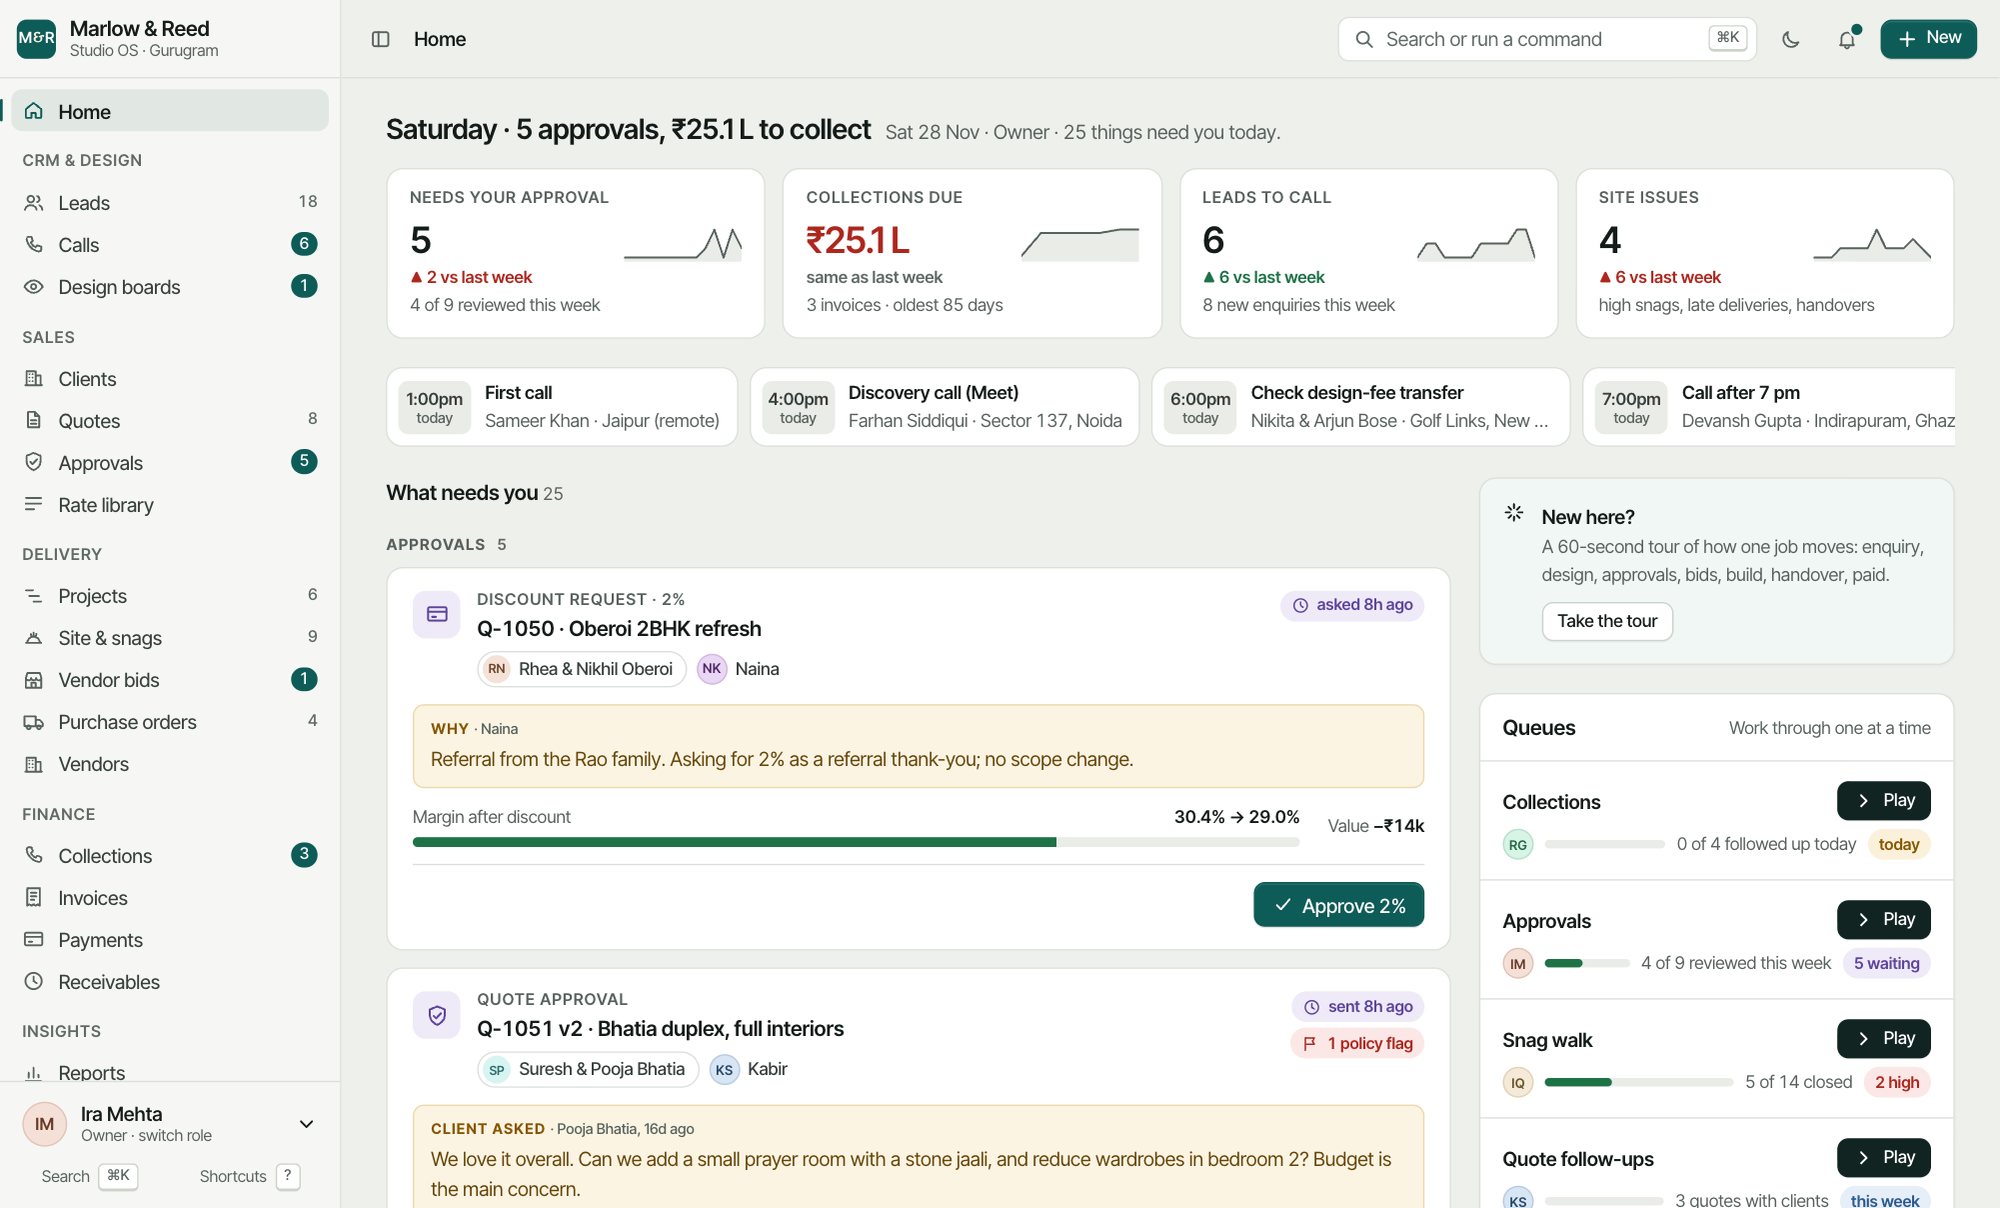 M&R
Marlow & Reed
Studio OS · Gurugram
Home
CRM & DESIGN
Leads 18
Calls 6
Design boards 1
SALES
Clients
Quotes 8
Approvals 5
Rate library
DELIVERY
Projects 6
Site & snags 9
Vendor bids 1
Purchase orders 4
Vendors
FINANCE
Collections 3
Invoices
Payments
Receivables
INSIGHTS
Reports
IM
Ira Mehta
Owner · switch role
Search ⌘K Shortcuts ?
Home
Search or run a command ⌘K
New
Saturday · 5 approvals, ₹25.1 L to collect Sat 28 Nov · Owner · 25 things need you today.
NEEDS YOUR APPROVAL
5
▲ 2 vs last week
4 of 9 reviewed this week
COLLECTIONS DUE
₹25.1 L
same as last week
3 invoices · oldest 85 days
LEADS TO CALL
6
▲ 6 vs last week
8 new enquiries this week
SITE ISSUES
4
▲ 6 vs last week
high snags, late deliveries, handovers
1:00pm
today
First call
Sameer Khan · Jaipur (remote)
4:00pm
today
Discovery call (Meet)
Farhan Siddiqui · Sector 137, Noida
6:00pm
today
Check design-fee transfer
Nikita & Arjun Bose · Golf Links, New ...
7:00pm
today
Call after 7 pm
Devansh Gupta · Indirapuram, Ghaz
What needs you 25
APPROVALS 5
DISCOUNT REQUEST · 2%
Q-1050 · Oberoi 2BHK refresh
RN Rhea & Nikhil Oberoi NK Naina
asked 8h ago
WHY · Naina
Referral from the Rao family. Asking for 2% as a referral thank-you; no scope change.
Margin after discount 30.4% → 29.0%
Value −₹14k
Approve 2%
QUOTE APPROVAL
Q-1051 v2 · Bhatia duplex, full interiors
SP Suresh & Pooja Bhatia KS Kabir
sent 8h ago
1 policy flag
CLIENT ASKED · Pooja Bhatia, 16d ago
We love it overall. Can we add a small prayer room with a stone jaali, and reduce wardrobes in bedroom 2? Budget is
the main concern.
New here?
A 60-second tour of how one job moves: enquiry,
design, approvals, bids, build, handover, paid.
Take the tour
Queues Work through one at a time
Collections Play
RG 0 of 4 followed up today today
Approvals Play
IM 4 of 9 reviewed this week 5 waiting
Snag walk Play
IQ 5 of 14 closed 2 high
Quote follow-ups Play
KS 3 quotes with clients this week